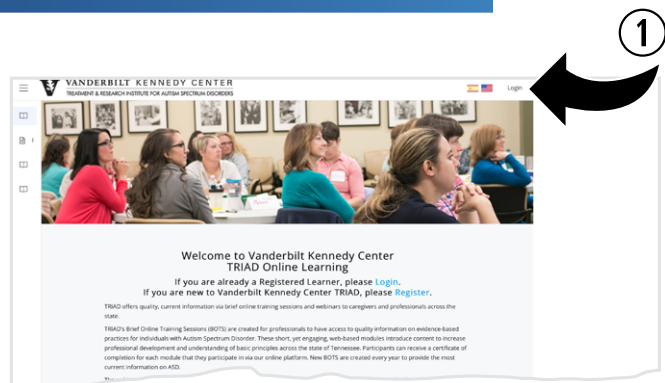 1
VANDERBILT KENNEDY CENTER
TREATMENT & RESEARCH INSTITUTE FOR AUTISM SPECTRUM DISORDERS
Login
Welcome to Vanderbilt Kennedy Center
TRIAD Online Learning
If you are already a Registered Learner, please Login.
If you are new to Vanderbilt Kennedy Center TRIAD, please Register.
TRIAD offers quality, current information via brief online training sessions and webinars to caregivers and professionals across the
state.
TRIAD's Brief Online Training Sessions (BOTS) are created for professionals to have access to quality information on evidence-based
practices for individuals with Autism Spectrum Disorder. These short, yet engaging, web-based modules introduce content to increase
professional development and understanding of basic principles across the state of Tennessee. Participants can receive a certificate of
completion for each module that they participate in via our online platform. New BOTS are created every year to provide the most
current information on ASD.